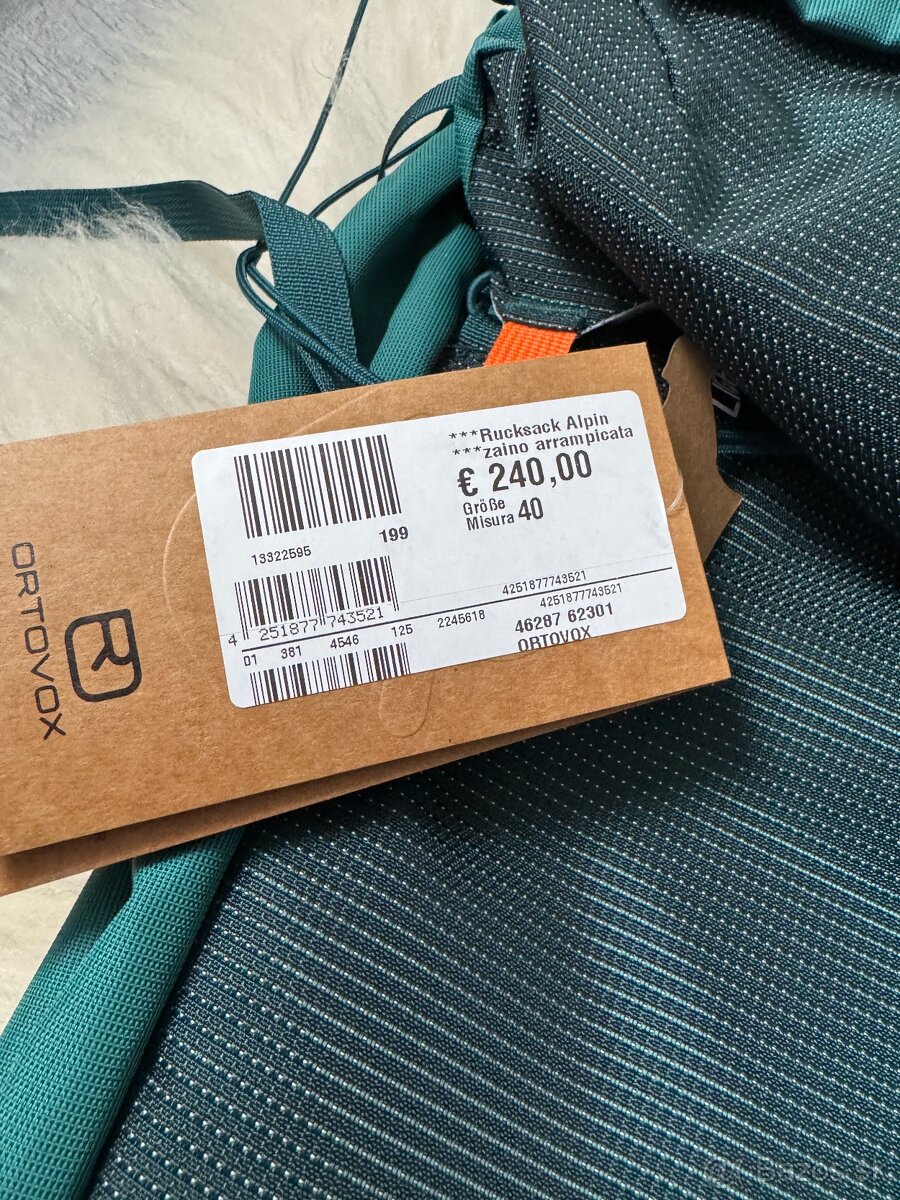 ***Rucksack Alpin
***zaino arrampicata
€ 240,00
Größe
Misura 40
199
13322595
4 251877 743521
4251877743521
01 381 4546 125 2245618 4251877743521
46287 62301
ORTOVOX
ORTOVOX